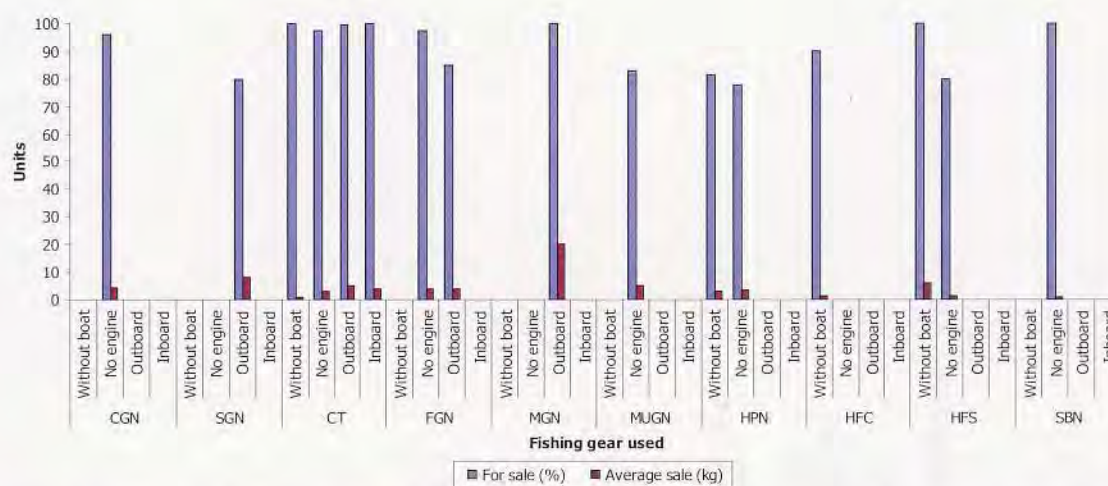 100
90
80
70
60
50
40
30
20
10
0
Units
Without boat No engine Outboard Inboard Without boat No engine Outboard Inboard Without boat No engine Outboard Inboard Without boat No engine Outboard Inboard Without boat No engine Outboard Inboard Without boat No engine Outboard Inboard Without boat No engine Outboard Inboard Without boat No engine Outboard Inboard Without boat No engine Outboard Inboard Without boat No engine Outboard Inboard
CGN SGN CT FGN MGN MUGN HPN HFC HFS SBN
Fishing gear used
For sale (%) Average sale (kg)